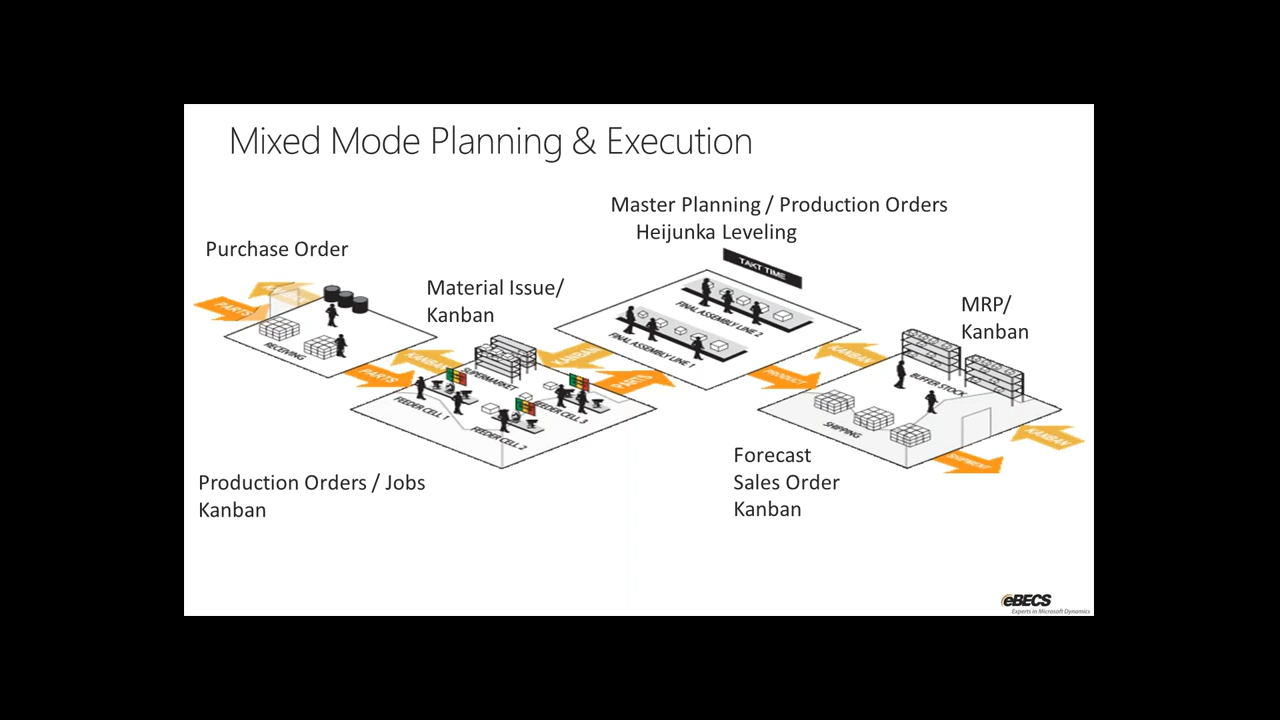 Mixed Mode Planning & Execution
Master Planning / Production Orders
Heijunka Leveling
Purchase Order
TAKT TIME
Material Issue/
Kanban
MRP/
Kanban
PARTS
RECEIVING
FINAL ASSEMBLY LINE 2
FINAL ASSEMBLY LINE 1
KANBAN
KANBAN
KANBAN
PARTS
SUPERMARKET
PARTS
PRODUCT
BUFFER STOCK
FEEDER CELL 1
FEEDER CELL 3
FEEDER CELL 2
SHIPPING
KANBAN
SHIPMENT
Forecast
Sales Order
Kanban
Production Orders / Jobs
Kanban
eBECS
Experts in Microsoft Dynamics